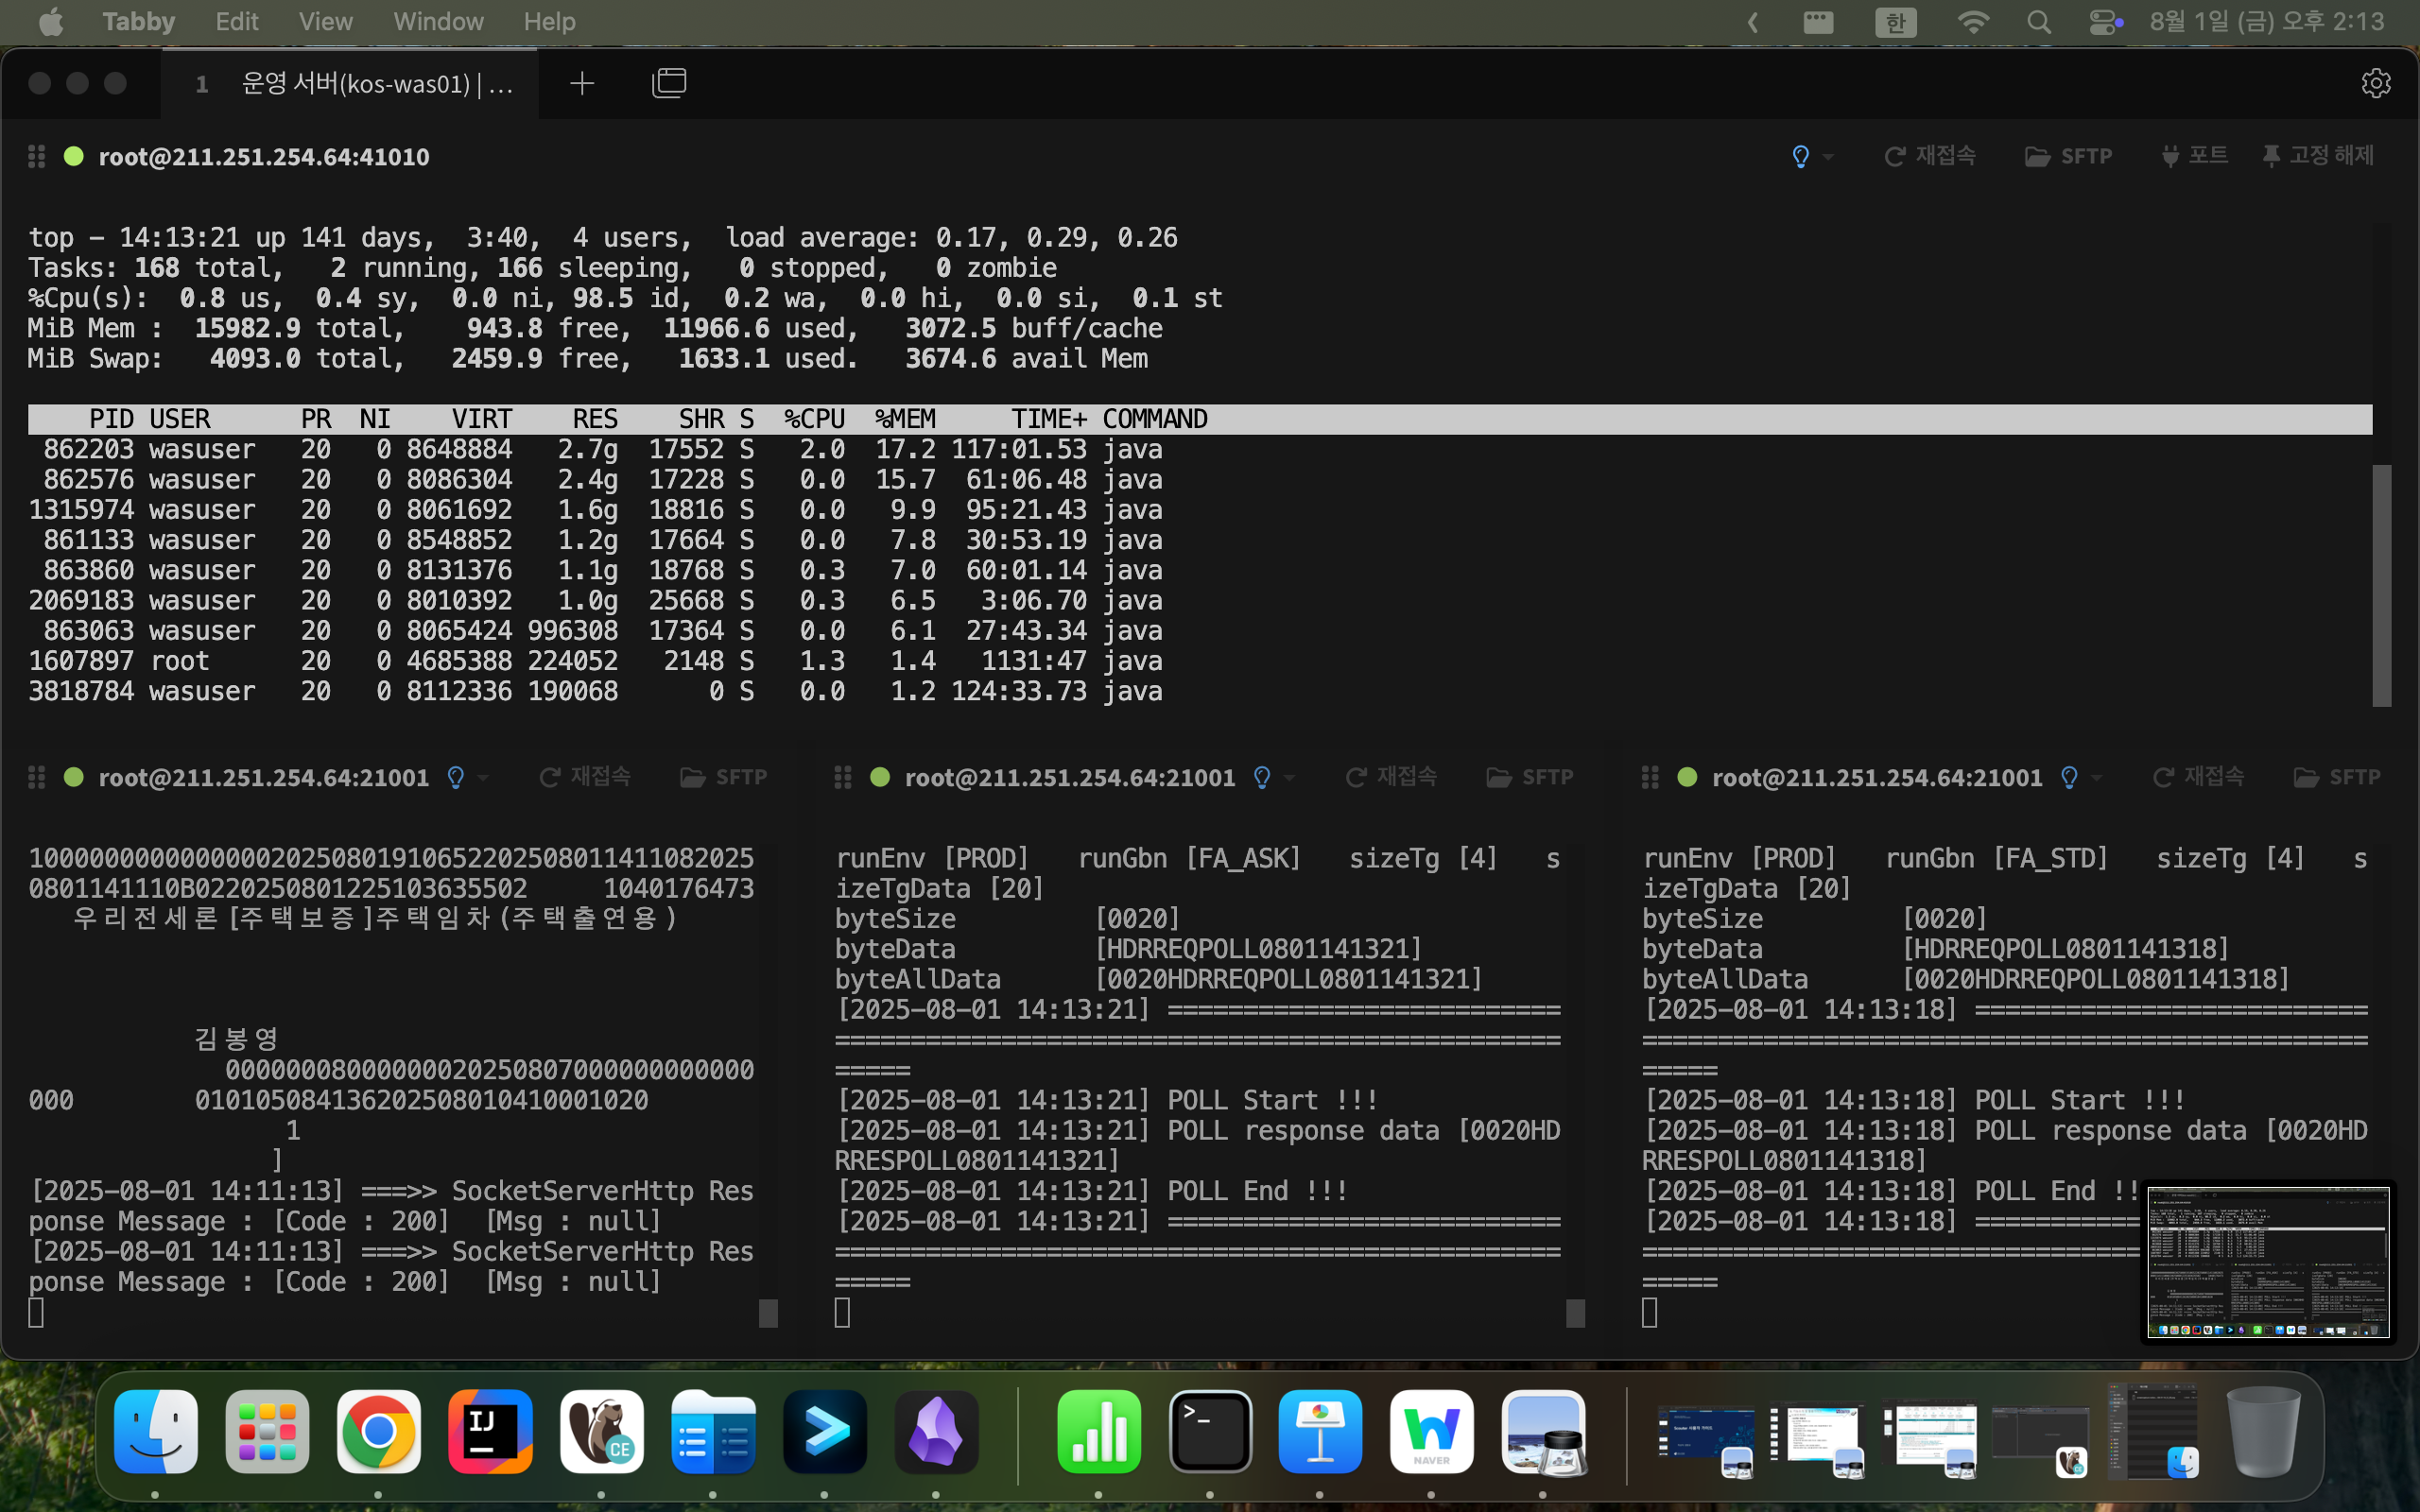 Tabby Edit View Window Help
한 8월 1일 (금) 오후 2:13
1 운영 서버(kos-was01) | ...
root@211.251.254.64:41010
재접속 SFTP 포트 고정 해제
top - 14:13:21 up 141 days, 3:40, 4 users, load average: 0.17, 0.29, 0.26
Tasks: 168 total, 2 running, 166 sleeping, 0 stopped, 0 zombie
%Cpu(s): 0.8 us, 0.4 sy, 0.0 ni, 98.5 id, 0.2 wa, 0.0 hi, 0.0 si, 0.1 st
MiB Mem : 15982.9 total, 943.8 free, 11966.6 used, 3072.5 buff/cache
MiB Swap: 4093.0 total, 2459.9 free, 1633.1 used. 3674.6 avail Mem
PID USER PR NI VIRT RES SHR S %CPU %MEM TIME+ COMMAND
862203 wasuser 20 0 8648884 2.7g 17552 S 2.0 17.2 117:01.53 java
862576 wasuser 20 0 8086304 2.4g 17228 S 0.0 15.7 61:06.48 java
1315974 wasuser 20 0 8061692 1.6g 18816 S 0.0 9.9 95:21.43 java
861133 wasuser 20 0 8548852 1.2g 17664 S 0.0 7.8 30:53.19 java
863860 wasuser 20 0 8131376 1.1g 18768 S 0.3 7.0 60:01.14 java
2069183 wasuser 20 0 8010392 1.0g 25668 S 0.3 6.5 3:06.70 java
863063 wasuser 20 0 8065424 996308 17364 S 0.0 6.1 27:43.34 java
1607897 root 20 0 4685388 224052 2148 S 1.3 1.4 1131:47 java
3818784 wasuser 20 0 8112336 190068 0 S 0.0 1.2 124:33.73 java
root@211.251.254.64:21001 재접속 SFTP
100000000000000002025080191065220250801141108 2025
0801141110B0220250801225103635502 1040176473
우리전세론 [주택보증]주택임차(주택출연용)
김봉영
00000008000000020250807000000000000
000 010105084136202508010410001020
1
]
[2025-08-01 14:11:13] ===>> SocketServerHttp Res
ponse Message : [Code : 200] [Msg : null]
[2025-08-01 14:11:13] ===>> SocketServerHttp Res
ponse Message : [Code : 200] [Msg : null]
root@211.251.254.64:21001 재접속 SFTP
runEnv [PROD] runGbn [FA_ASK] sizeTg [4] s
izeTgData [20]
byteSize [0020]
byteData [HDRREQPOLL0801141321]
byteAllData [0020HDRREQPOLL0801141321]
[2025-08-01 14:13:21] ==========================
================================================
=====
[2025-08-01 14:13:21] POLL Start !!!
[2025-08-01 14:13:21] POLL response data [0020HD
RRESPOLL0801141321]
[2025-08-01 14:13:21] POLL End !!!
[2025-08-01 14:13:21] ==========================
================================================
=====
root@211.251.254.64:21001 재접속 SFTP
runEnv [PROD] runGbn [FA_STD] sizeTg [4] s
izeTgData [20]
byteSize [0020]
byteData [HDRREQPOLL0801141318]
byteAllData [0020HDRREQPOLL0801141318]
[2025-08-01 14:13:18] ==========================
================================================
=====
[2025-08-01 14:13:18] POLL Start !!!
[2025-08-01 14:13:18] POLL response data [0020HD
RRESPOLL0801141318]
[2025-08-01 14:13:18] POLL End !!
[2025-08-01 14:13:18] ===========
=================================
=====
IJ
CE
NAVER